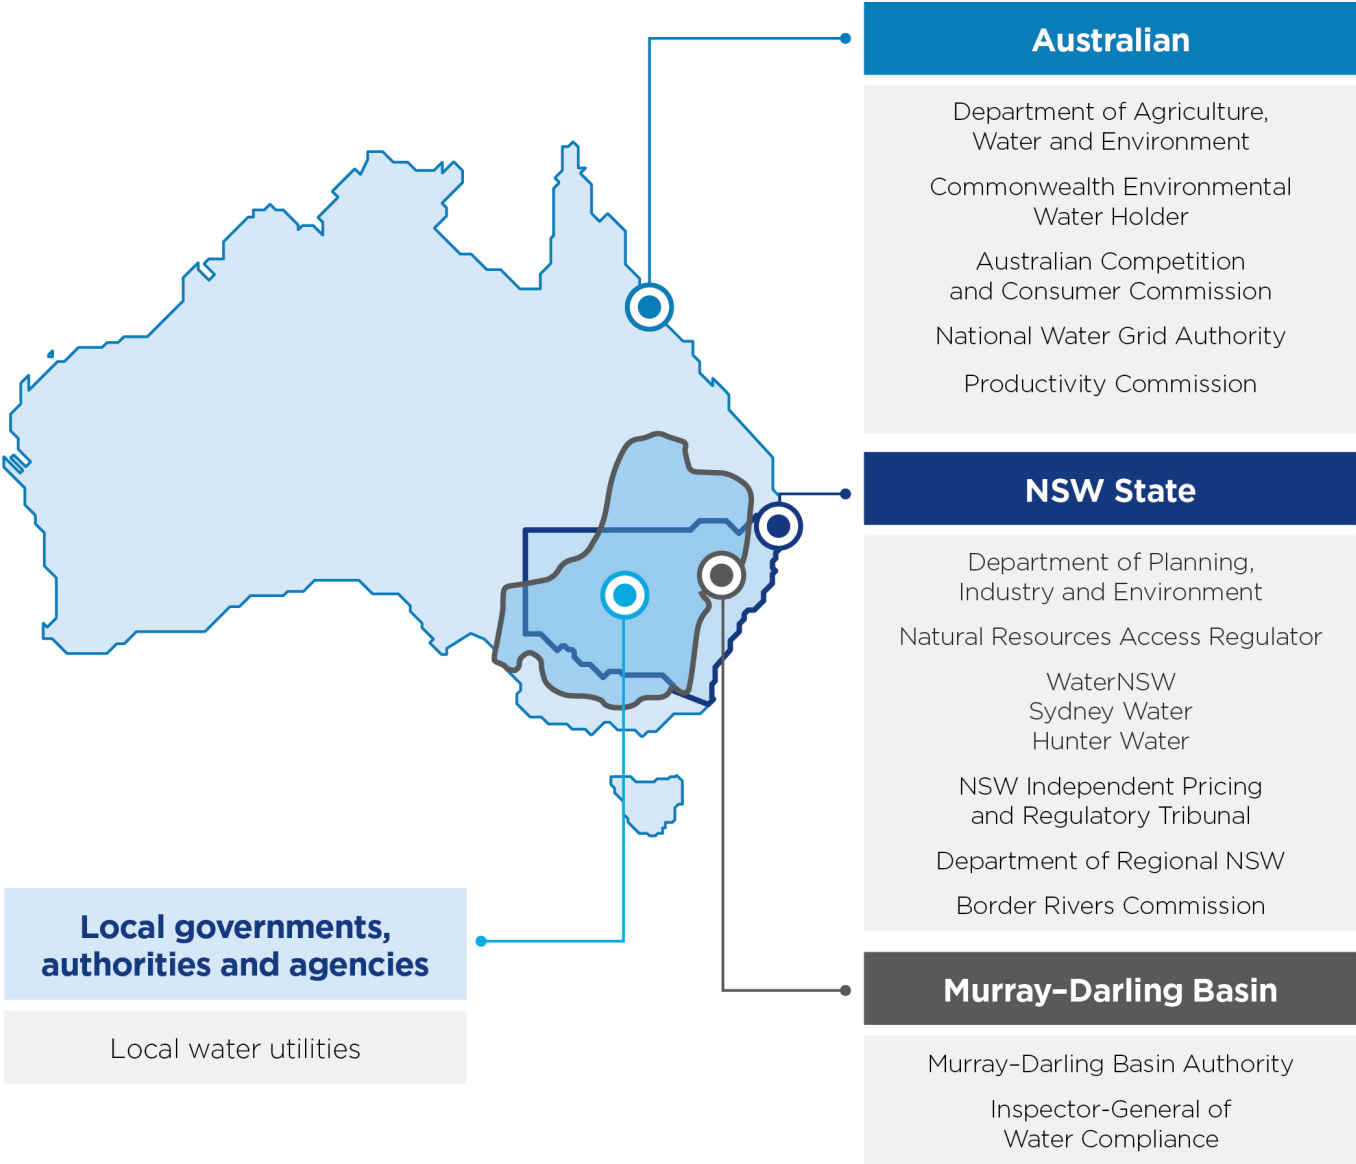 Australian
Department of Agriculture,
Water and Environment
Commonwealth Environmental
Water Holder
Australian Competition
and Consumer Commission
National Water Grid Authority
Productivity Commission
NSW State
Department of Planning,
Industry and Environment
Natural Resources Access Regulator
WaterNSW
Sydney Water
Hunter Water
NSW Independent Pricing
and Regulatory Tribunal
Department of Regional NSW
Border Rivers Commission
Local governments,
authorities and agencies
Local water utilities
Murray–Darling Basin
Murray–Darling Basin Authority
Inspector-General of
Water Compliance